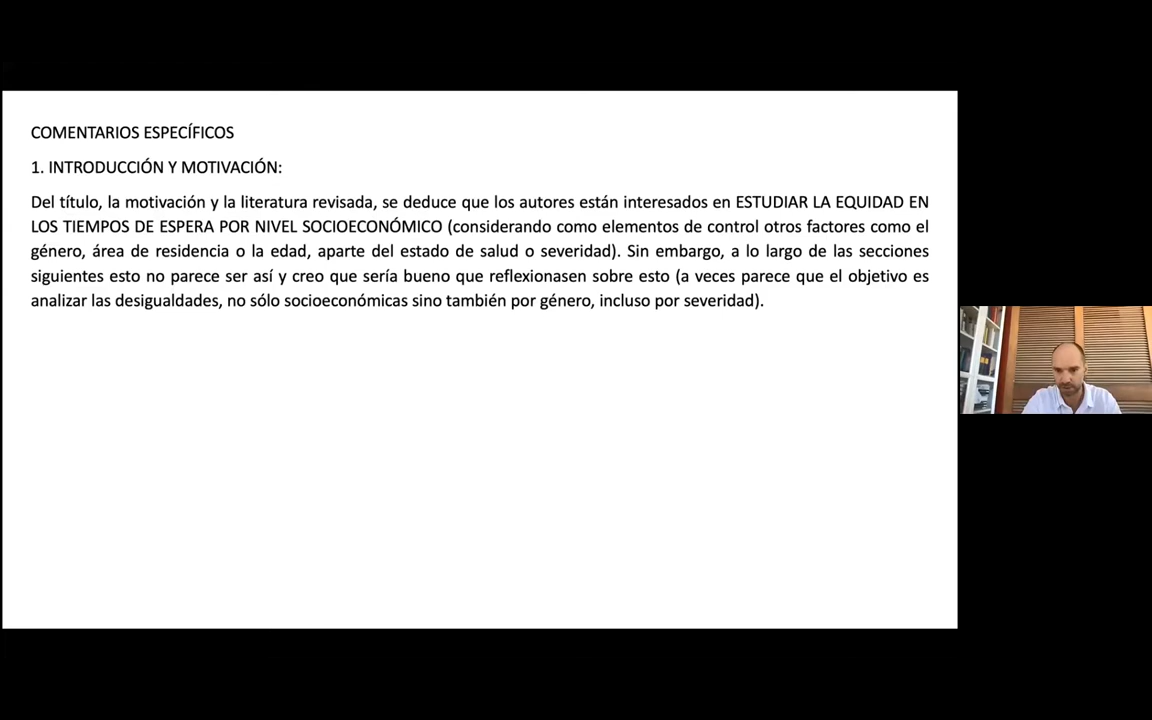 COMENTARIOS ESPECÍFICOS
1. INTRODUCCIÓN Y MOTIVACIÓN:
Del título, la motivación y la literatura revisada, se deduce que los autores están interesados en ESTUDIAR LA EQUIDAD EN
LOS TIEMPOS DE ESPERA POR NIVEL SOCIOECONÓMICO (considerando como elementos de control otros factores como el
género, área de residencia o la edad, aparte del estado de salud o severidad). Sin embargo, a lo largo de las secciones
siguientes esto no parece ser así y creo que sería bueno que reflexionasen sobre esto (a veces parece que el objetivo es
analizar las desigualdades, no sólo socioeconómicas sino también por género, incluso por severidad).